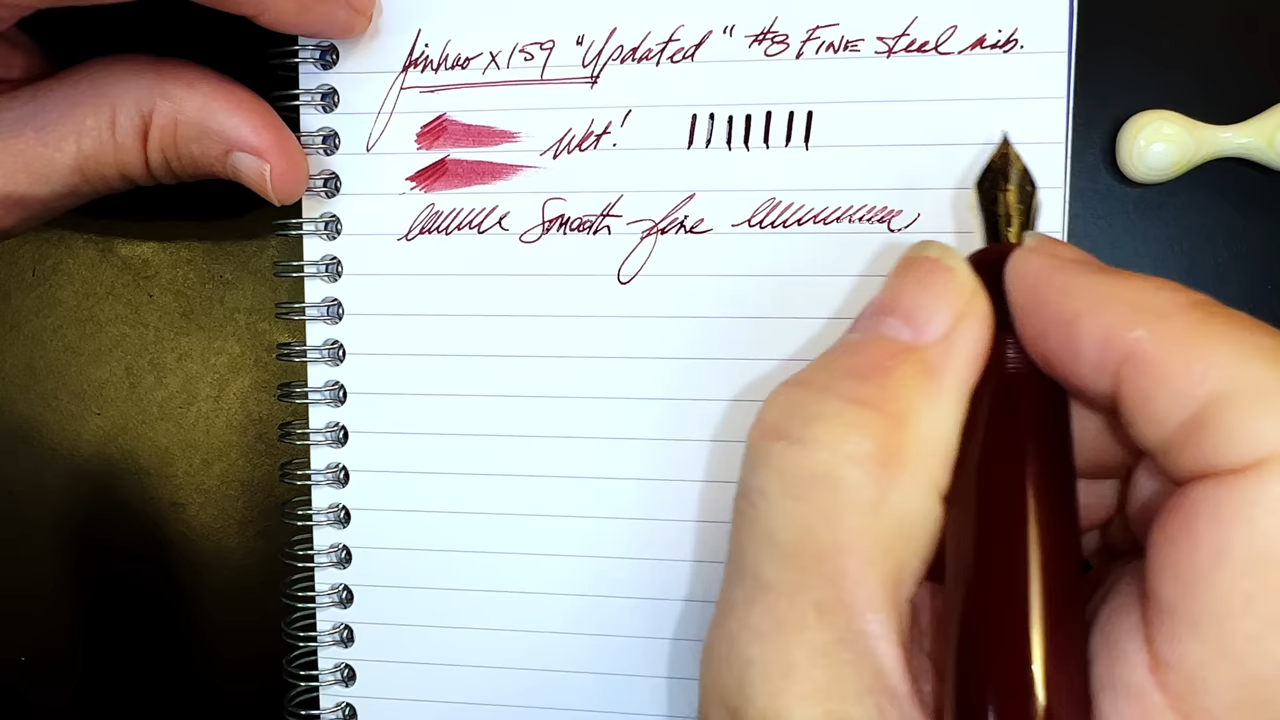 Jinhao x159 "Updated" #8 FINE steel nib.
Wet!
Smooth - fine